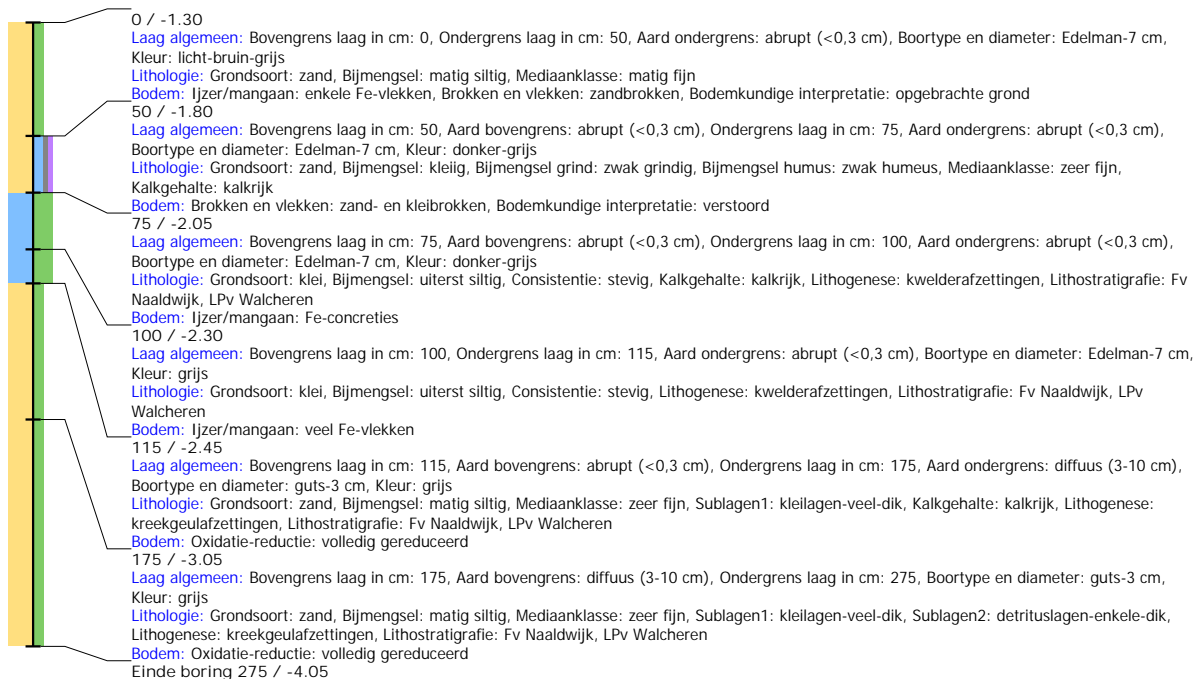 0 / -1.30
Laag algemeen: Bovengrens laag in cm: 0, Ondergrens laag in cm: 50, Aard ondergrens: abrupt (<0,3 cm), Boortype en diameter: Edelman-7 cm,
Kleur: licht-bruin-grijs
Lithologie: Grondsoort: zand, Bijmengsel: matig siltig, Mediaanklasse: matig fijn
Bodem: Ijzer/mangaan: enkele Fe-vlekken, Brokken en vlekken: zandbrokken, Bodemkundige interpretatie: opgebrachte grond
50 / -1.80
Laag algemeen: Bovengrens laag in cm: 50, Aard bovengrens: abrupt (<0,3 cm), Ondergrens laag in cm: 75, Aard ondergrens: abrupt (<0,3 cm),
Boortype en diameter: Edelman-7 cm, Kleur: donker-grijs
Lithologie: Grondsoort: zand, Bijmengsel: kleiig, Bijmengsel grind: zwak grindig, Bijmengsel humus: zwak humeus, Mediaanklasse: zeer fijn,
Kalkgehalte: kalkrijk
Bodem: Brokken en vlekken: zand- en kleibrokken, Bodemkundige interpretatie: verstoord
75 / -2.05
Laag algemeen: Bovengrens laag in cm: 75, Aard bovengrens: abrupt (<0,3 cm), Ondergrens laag in cm: 100, Aard ondergrens: abrupt (<0,3 cm),
Boortype en diameter: Edelman-7 cm, Kleur: donker-grijs
Lithologie: Grondsoort: klei, Bijmengsel: uiterst siltig, Consistentie: stevig, Kalkgehalte: kalkrijk, Lithogenese: kwelderafzettingen, Lithostratigrafie: Fv
Naaldwijk, LPv Walcheren
Bodem: Ijzer/mangaan: Fe-concreties
100 / -2.30
Laag algemeen: Bovengrens laag in cm: 100, Ondergrens laag in cm: 115, Aard ondergrens: abrupt (<0,3 cm), Boortype en diameter: Edelman-7 cm,
Kleur: grijs
Lithologie: Grondsoort: klei, Bijmengsel: uiterst siltig, Consistentie: stevig, Lithogenese: kwelderafzettingen, Lithostratigrafie: Fv Naaldwijk, LPv
Walcheren
Bodem: Ijzer/mangaan: veel Fe-vlekken
115 / -2.45
Laag algemeen: Bovengrens laag in cm: 115, Aard bovengrens: abrupt (<0,3 cm), Ondergrens laag in cm: 175, Aard ondergrens: diffuus (3-10 cm),
Boortype en diameter: guts-3 cm, Kleur: grijs
Lithologie: Grondsoort: zand, Bijmengsel: matig siltig, Mediaanklasse: zeer fijn, Sublagen1: kleilagen-veel-dik, Kalkgehalte: kalkrijk, Lithogenese:
kreekgeulafzettingen, Lithostratigrafie: Fv Naaldwijk, LPv Walcheren
Bodem: Oxidatie-reductie: volledig gereduceerd
175 / -3.05
Laag algemeen: Bovengrens laag in cm: 175, Aard bovengrens: diffuus (3-10 cm), Ondergrens laag in cm: 275, Boortype en diameter: guts-3 cm,
Kleur: grijs
Lithologie: Grondsoort: zand, Bijmengsel: matig siltig, Mediaanklasse: zeer fijn, Sublagen1: kleilagen-veel-dik, Sublagen2: detrituslagen-enkele-dik,
Lithogenese: kreekgeulafzettingen, Lithostratigrafie: Fv Naaldwijk, LPv Walcheren
Bodem: Oxidatie-reductie: volledig gereduceerd
Einde boring 275 / -4.05